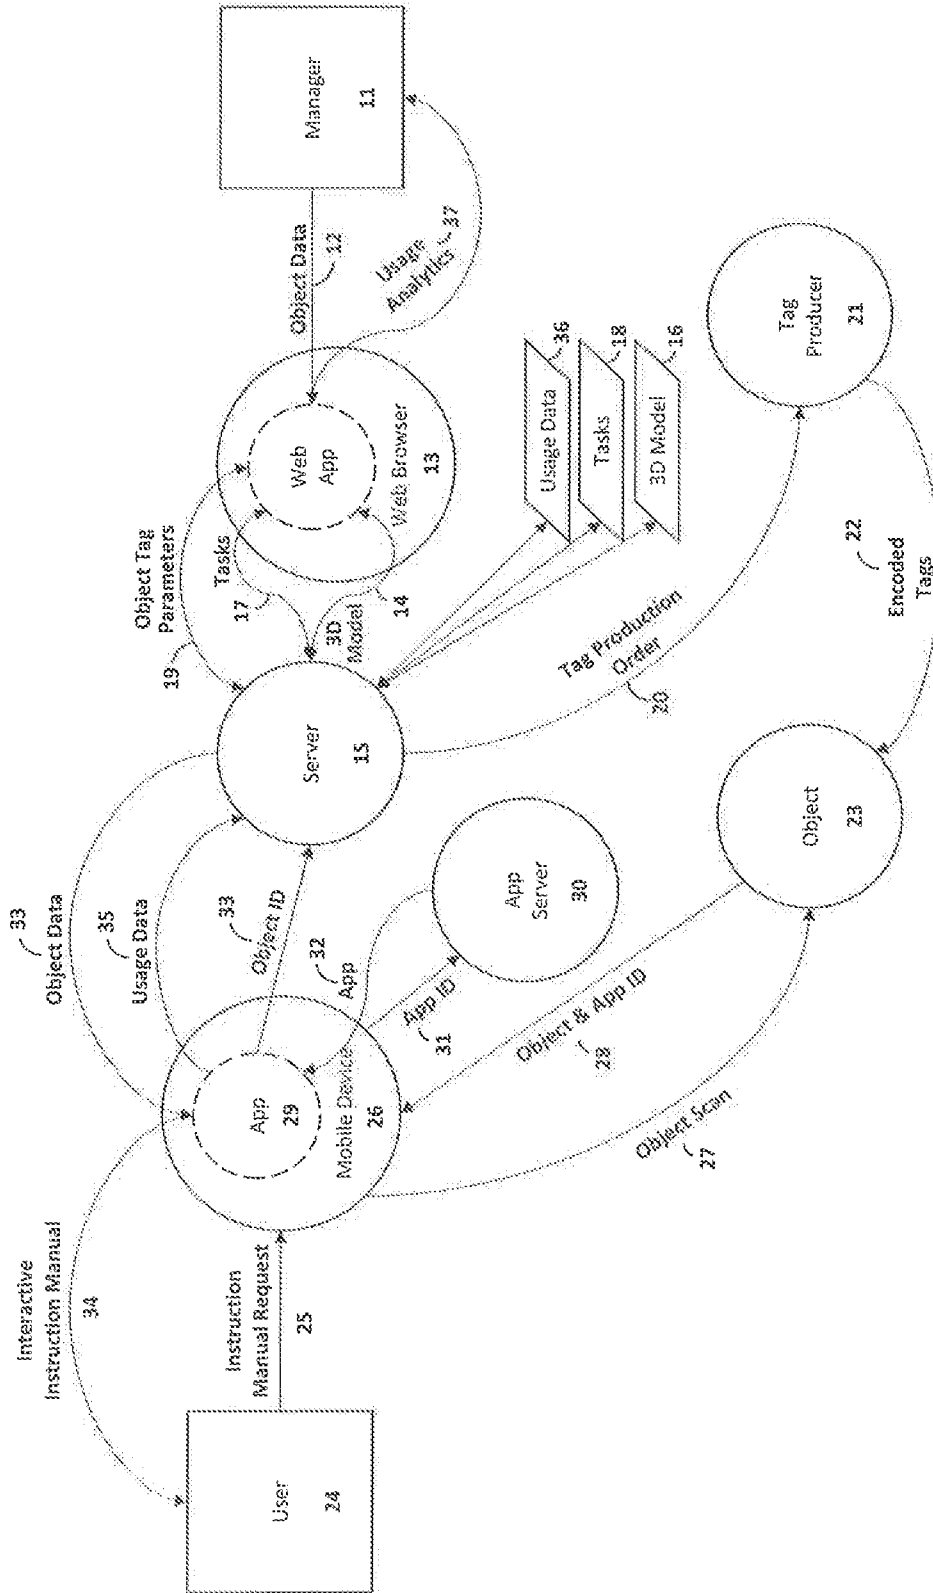 Interactive
Instruction Manual
34
User
24
Instruction
Manual Request
25
App
29
Mobile Device
26
33
Object Data
35
Usage Data
33
Object ID
32
App
App ID
31
App
Server
30
Object & App ID
28
Object Scan
27
Object
23
Server
15
Object Tag
Parameters
19
Tasks
17
3D
Model
14
Web
App
Web Browser
13
Object Data
12
Manager
11
Usage
Analytics
37
Usage Data
36
Tasks
18
3D Model
16
Tag Production
Order
20
Tag
Producer
21
22
Encoded
Tags